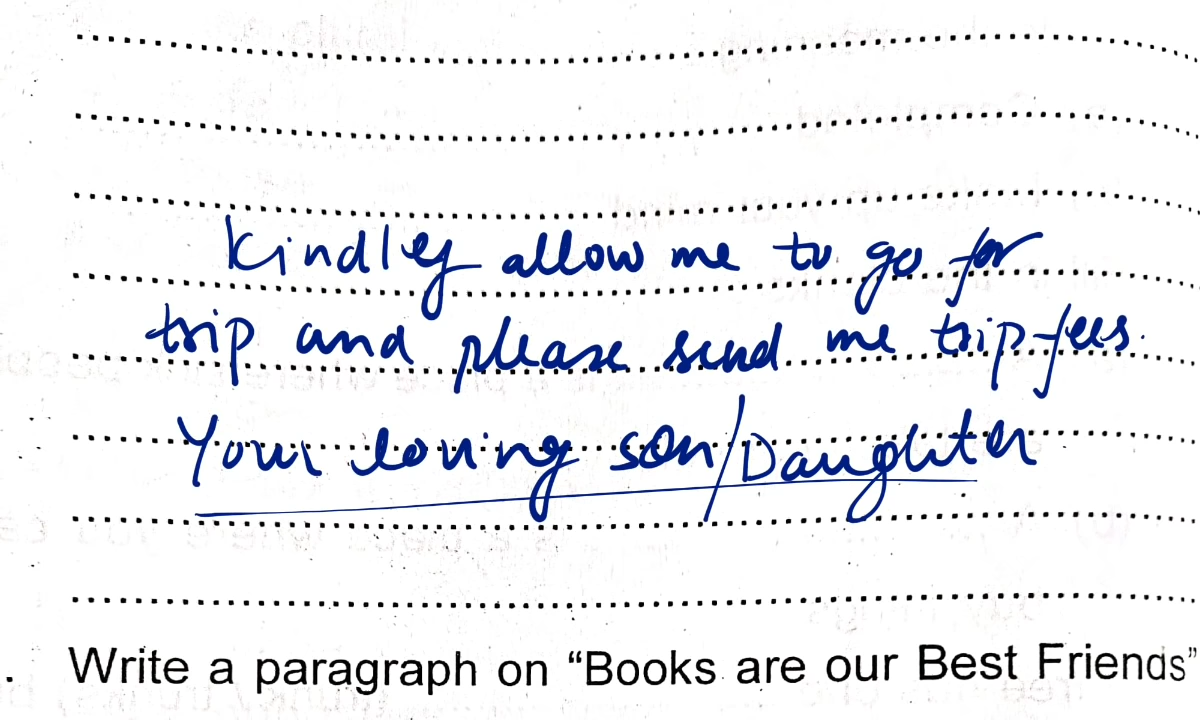 Kindley allow me to go for
trip and please send me trip fees.
Your loving son/Daughter
. Write a paragraph on “Books are our Best Friends”